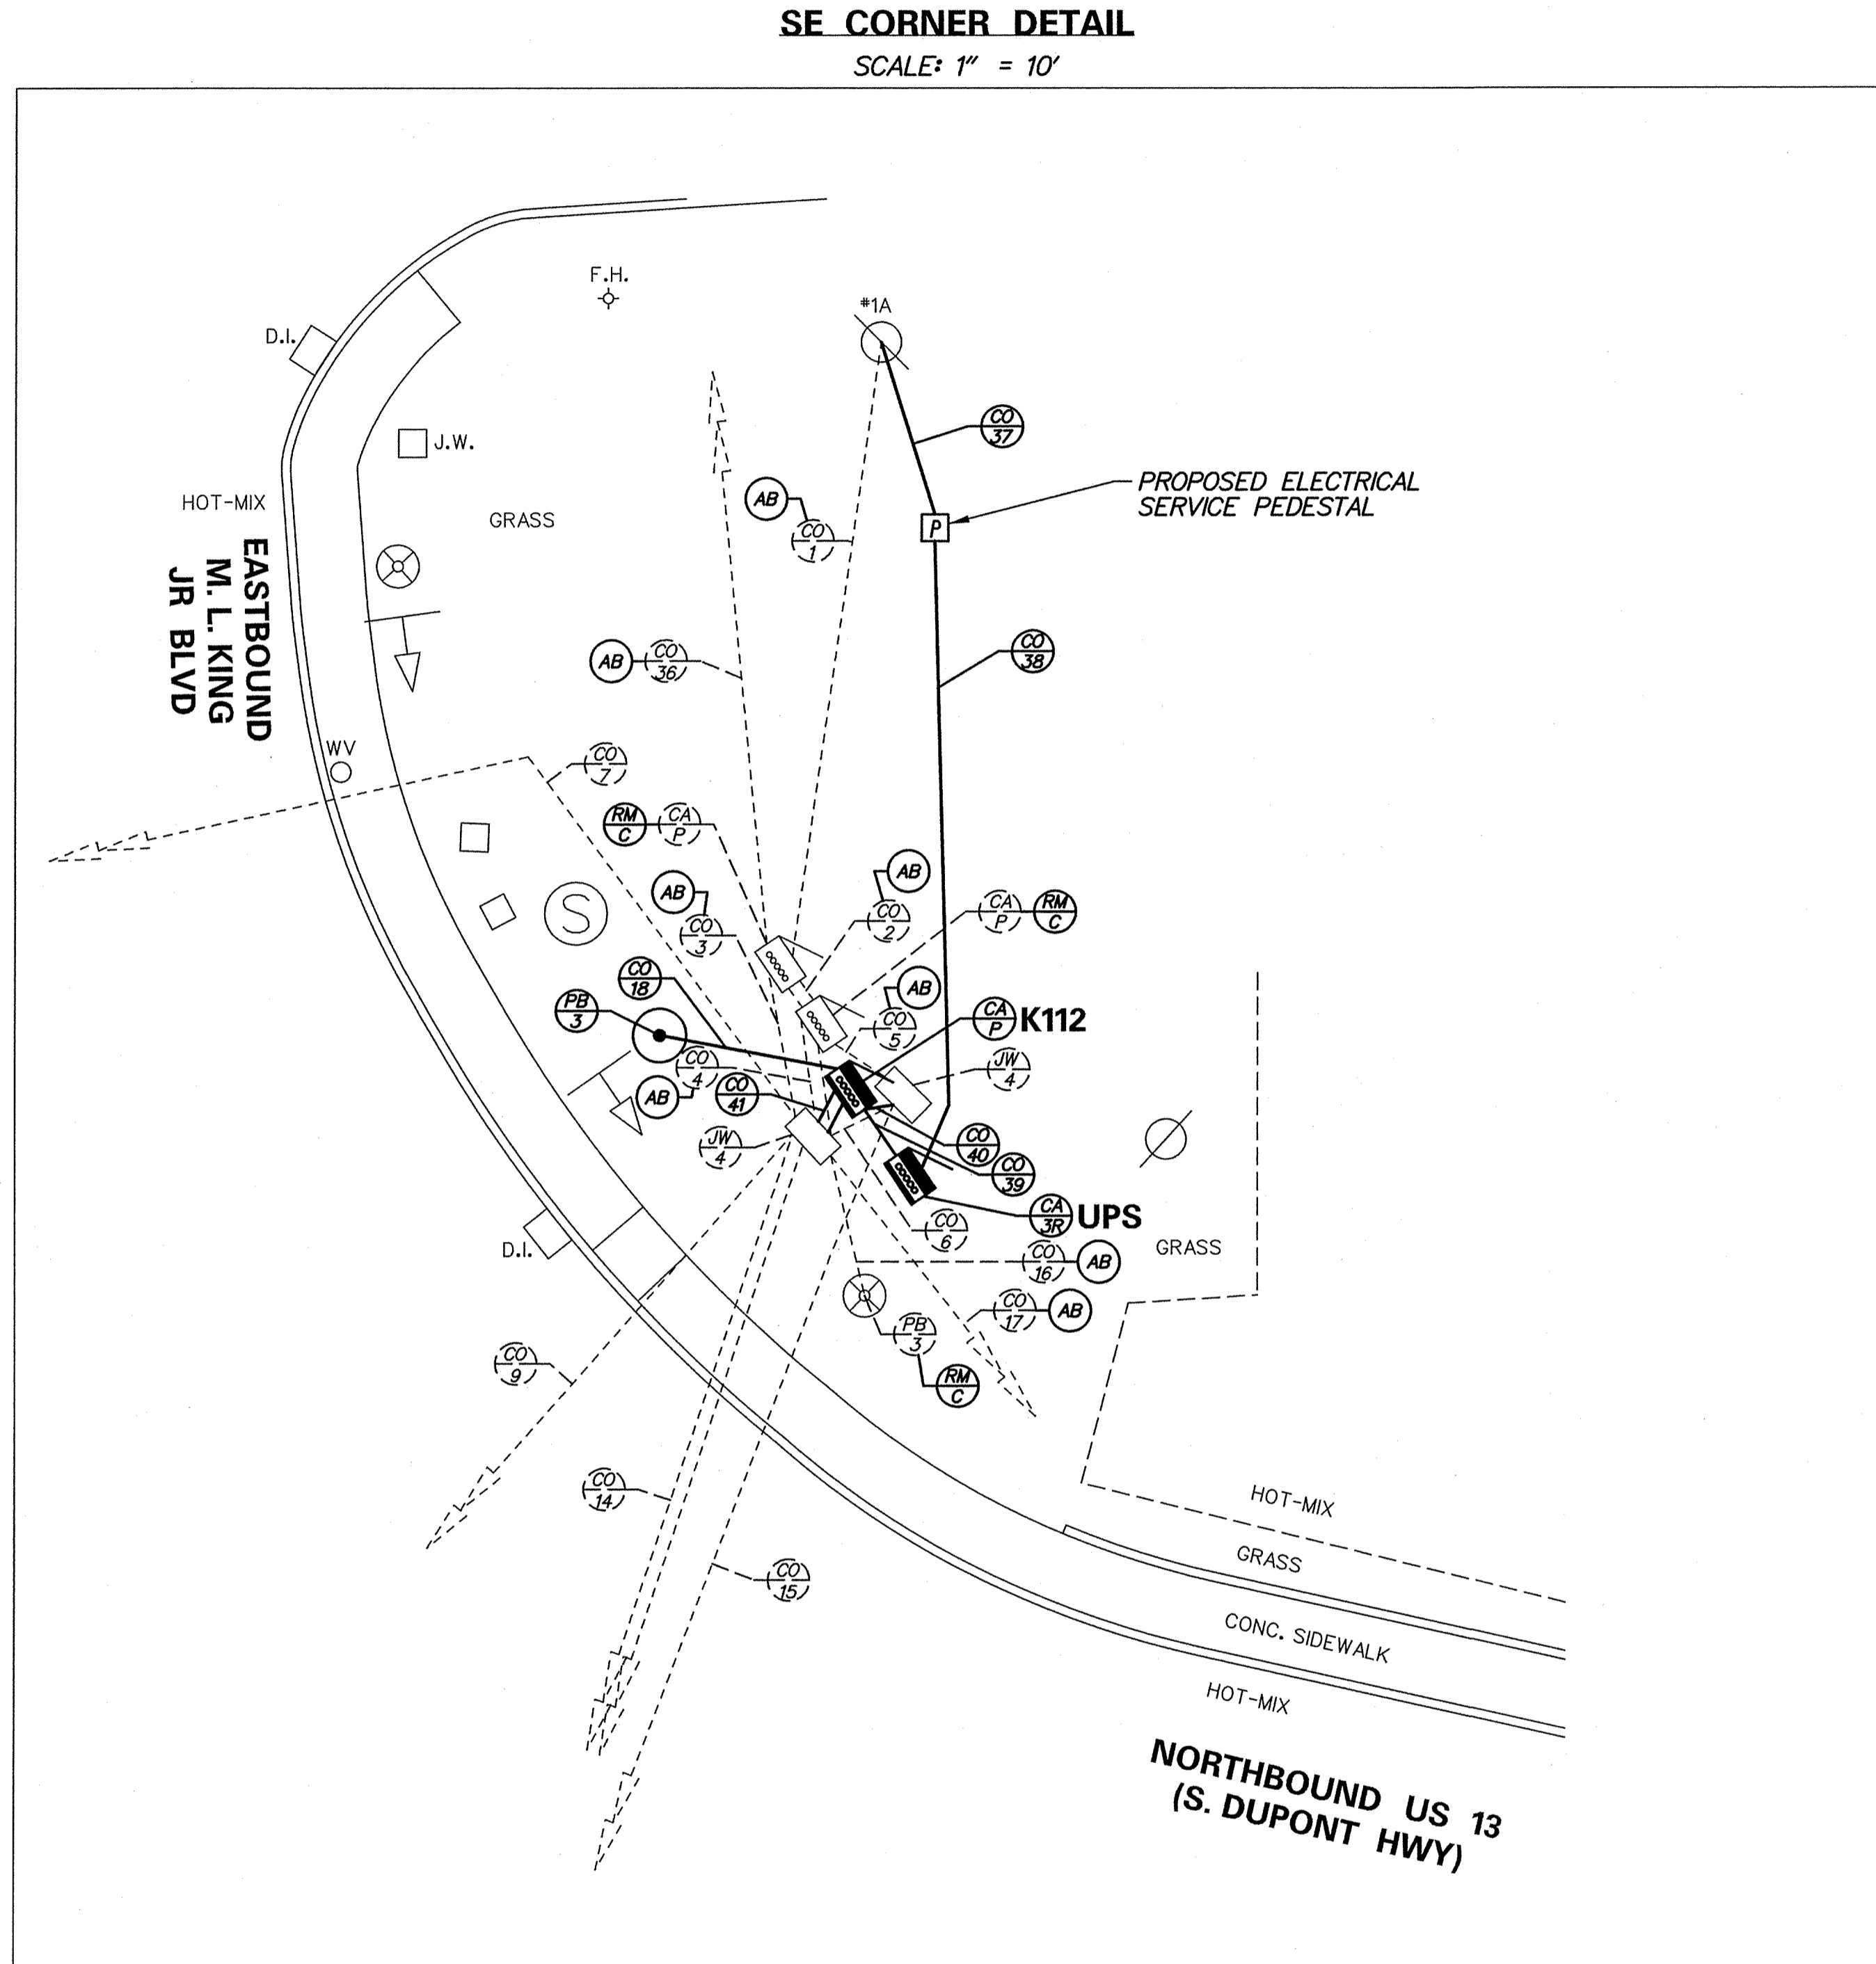 SE CORNER DETAIL
SCALE: 1" = 10'
F.H.
#1A
D.I.
CO
37
J.W.
PROPOSED ELECTRICAL
SERVICE PEDESTAL
AB
HOT-MIX
GRASS
P
CO
1
EASTBOUND
M. L. KING
JR BLVD
AB
CO
36
CO
38
WV
CO
7
RM
C
CA
P
AB
AB
CO
3
CO
2
CA
P
RM
C
S
CO
18
AB
PB
3
CO
5
CA
P
K112
CO
4
AB
CO
41
JW
4
JW
4
CO
40
CO
39
CA
3R
UPS
CO
6
GRASS
D.I.
CO
16
AB
CO
17
AB
PB
3
CO
9
RM
C
CO
14
HOT-MIX
GRASS
CO
15
CONC. SIDEWALK
HOT-MIX
NORTHBOUND US 13
(S. DUPONT HWY)